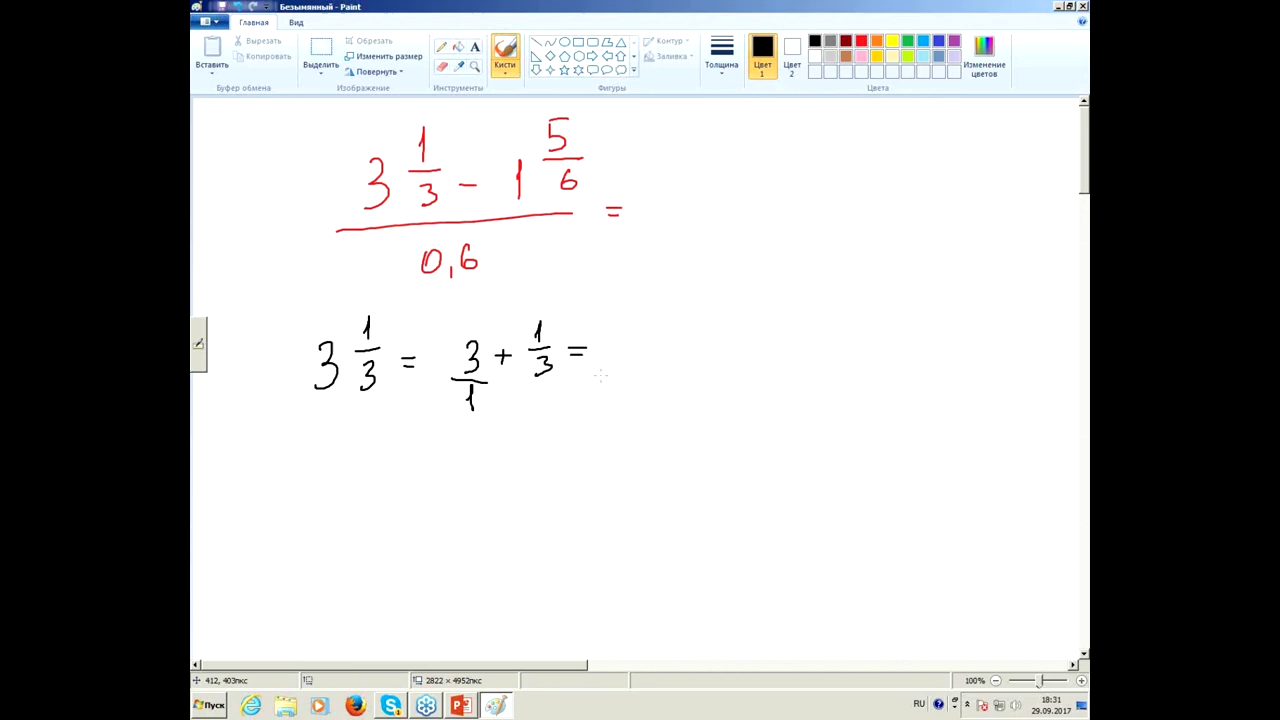 Безымянный - Paint
Главная Вид
Вставить
Вырезать
Копировать
Буфер обмена
Выделить
Обрезать
Изменить размер
Повернуть
Изображение
Инструменты
Кисти
Контур
Заливка
Фигуры
Толщина
Цвет 1
Цвет 2
Изменение цветов
Цвета
3 1/3 - 1 5/6
0,6
=
3 1/3 = 3/1 + 1/3 =
412, 403пкс
2822 × 4952пкс
100%
Пуск
RU
18:31
29.09.2017